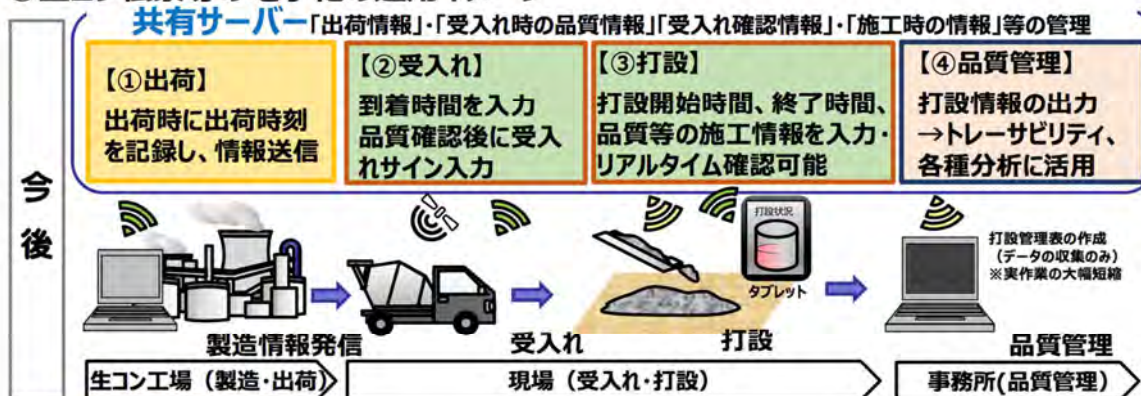 共有サーバー「出荷情報」・「受入れ時の品質情報」「受入れ確認情報」・「施工時の情報」等の管理
【①出荷】
出荷時に出荷時刻
を記録し、情報送信
【②受入れ】
到着時間を入力
品質確認後に受入
れサイン入力
【③打設】
打設開始時間、終了時間、
品質等の施工情報を入力・
リアルタイム確認可能
【④品質管理】
打設情報の出力
→トレーサビリティ、
各種分析に活用
今後
打設状況
タブレット
打設管理表の作成
(データの収集のみ)
※実作業の大幅短縮
製造情報発信
受入れ
打設
品質管理
生コン工場（製造・出荷）
現場（受入れ・打設）
事務所(品質管理)